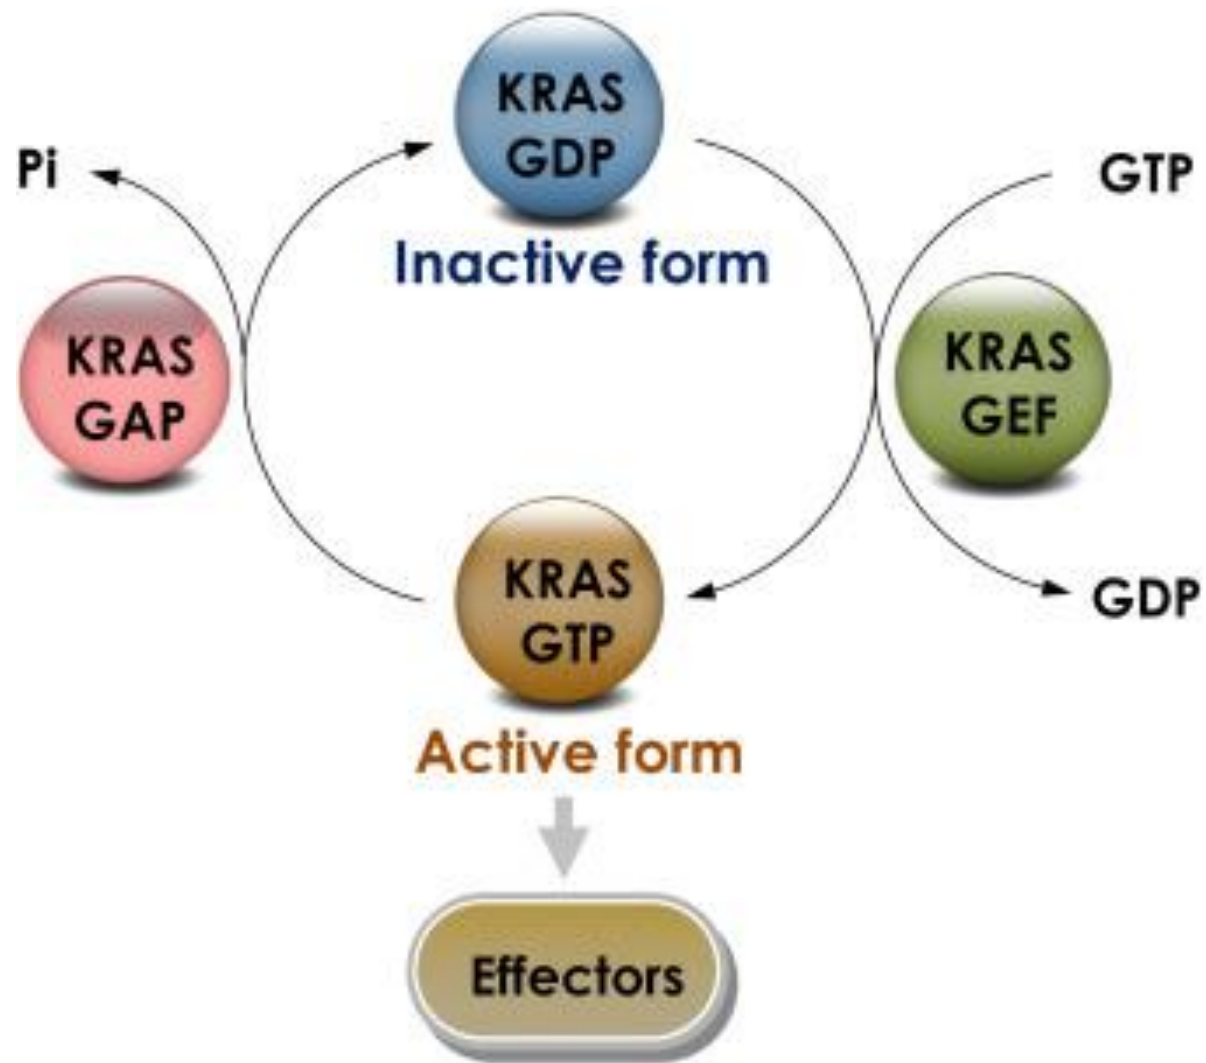 KRAS
GDP
Inactive form
Pi
GTP
KRAS
GAP
KRAS
GEF
KRAS
GTP
GDP
Active form
Effectors